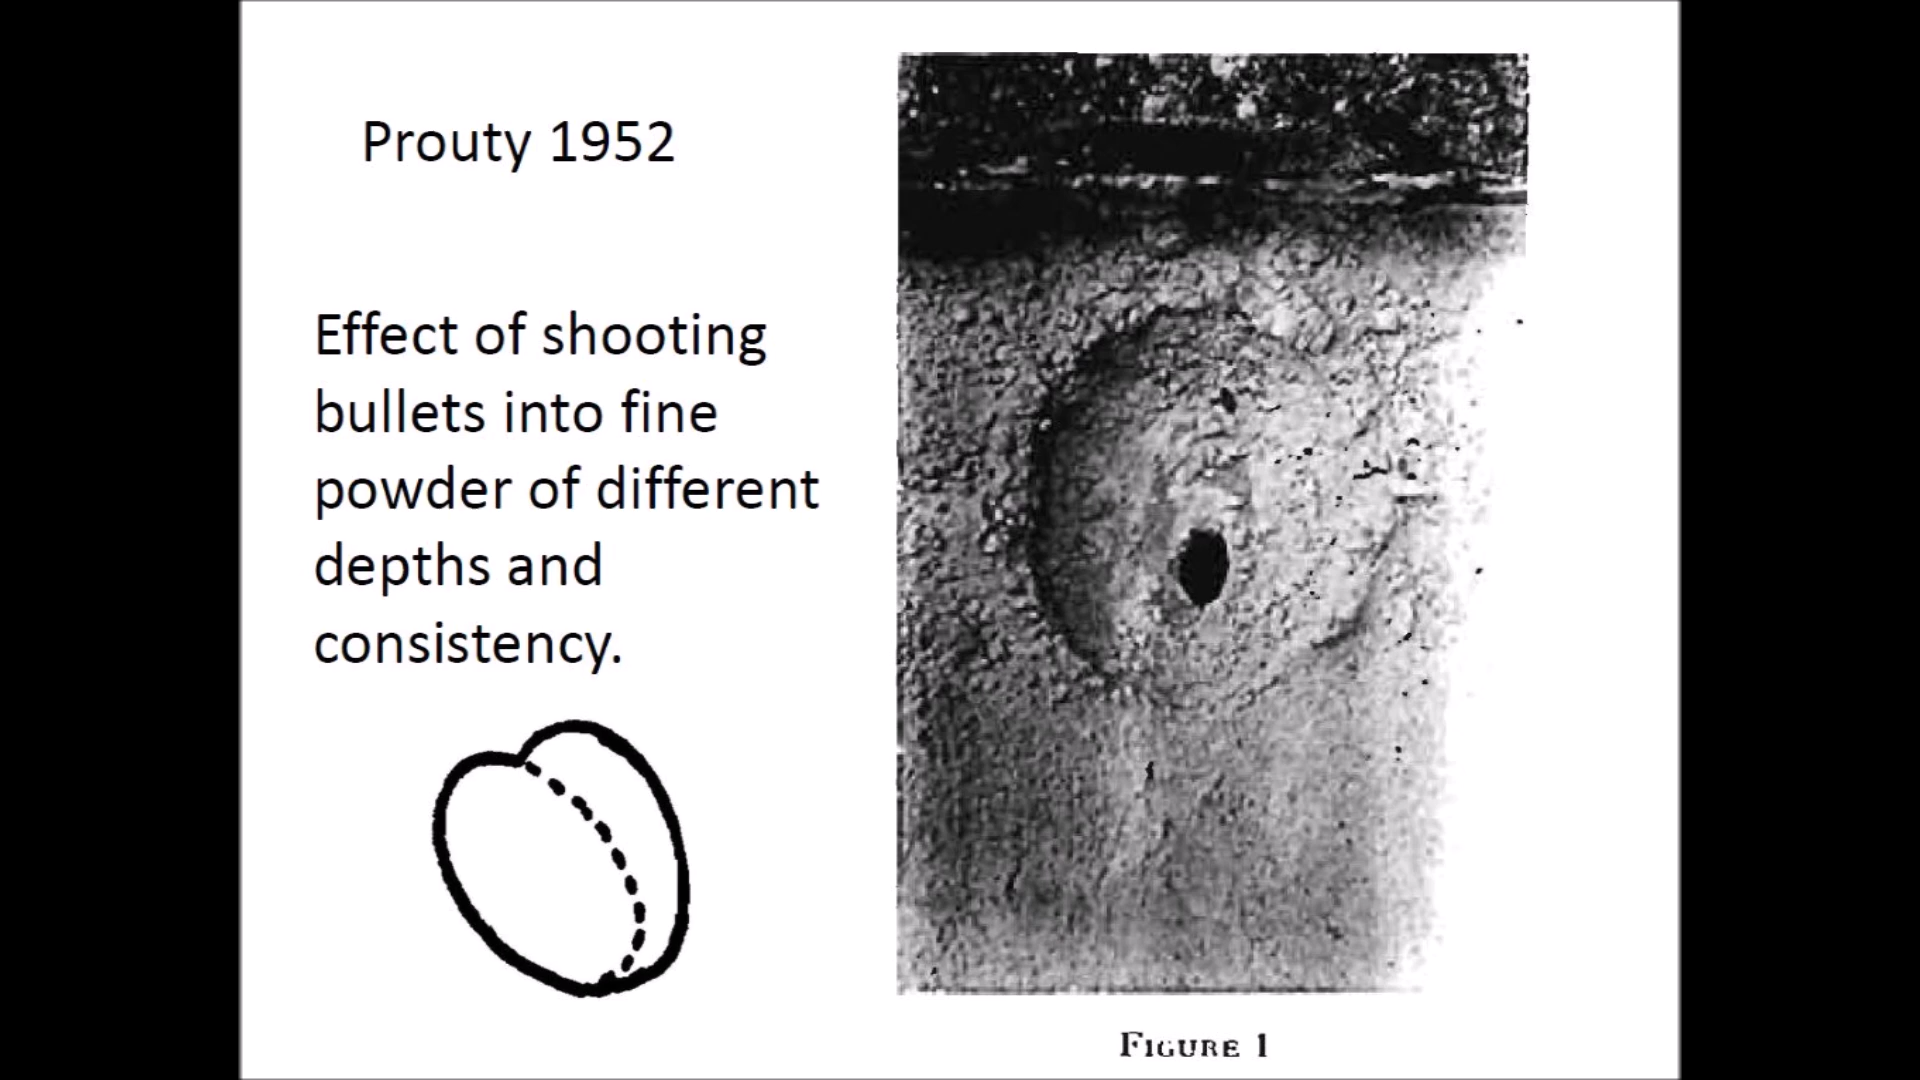 Prouty 1952
Effect of shooting
bullets into fine
powder of different
depths and
consistency.
FIGURE 1